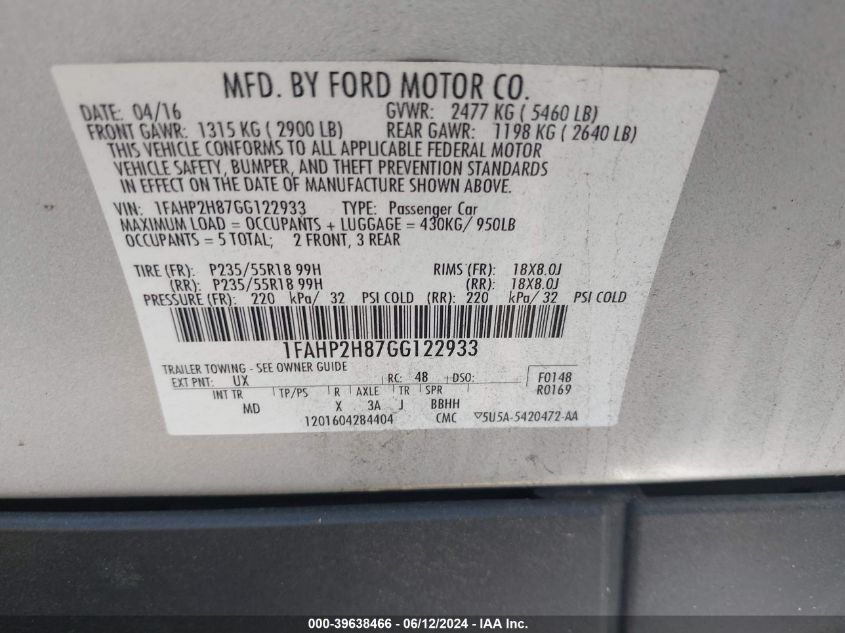 MFD. BY FORD MOTOR CO.
DATE: 04/16 GVWR: 2477 KG ( 5460 LB)
FRONT GAWR: 1315 KG ( 2900 LB) REAR GAWR: 1198 KG ( 2640 LB)
THIS VEHICLE CONFORMS TO ALL APPLICABLE FEDERAL MOTOR
VEHICLE SAFETY, BUMPER, AND THEFT PREVENTION STANDARDS
IN EFFECT ON THE DATE OF MANUFACTURE SHOWN ABOVE.
VIN: 1FAHP2H87GG122933 TYPE: Passenger Car
MAXIMUM LOAD = OCCUPANTS + LUGGAGE = 430KG/ 950LB
OCCUPANTS = 5 TOTAL; 2 FRONT, 3 REAR
TIRE (FR): P235/55R18 99H RIMS (FR): 18X8.0J
(RR): P235/55R18 99H (RR): 18X8.0J
PRESSURE (FR): 220 kPa/ 32 PSI COLD (RR): 220 kPa/ 32 PSI COLD
1FAHP2H87GG122933
TRAILER TOWING - SEE OWNER GUIDE
EXT PNT: UX RC: 48 DSO: F0148
INT TR TP/PS R AXLE TR SPR R0169
MD X 3A J BBHH
1201604284404 CMC ▽5U5A-5420472-AA
000-39638466 - 06/12/2024 - IAA Inc.